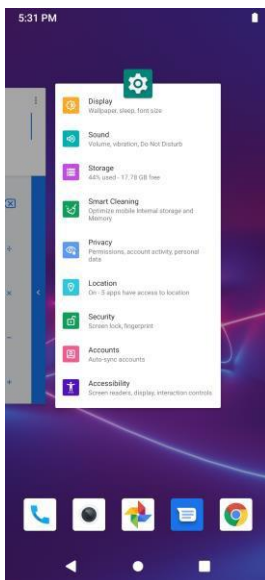 5:31 PM
Display
Wallpaper, sleep, font size
Sound
Volume, vibration, Do Not Disturb
Storage
44% used - 17.78 GB free
Smart Cleaning
Optimize mobile Internal storage and
Memory
Privacy
Permissions, account activity, personal
data
Location
On - 5 apps have access to location
Security
Screen lock, fingerprint
Accounts
Auto-sync accounts
Accessibility
Screen readers, display, interaction controls